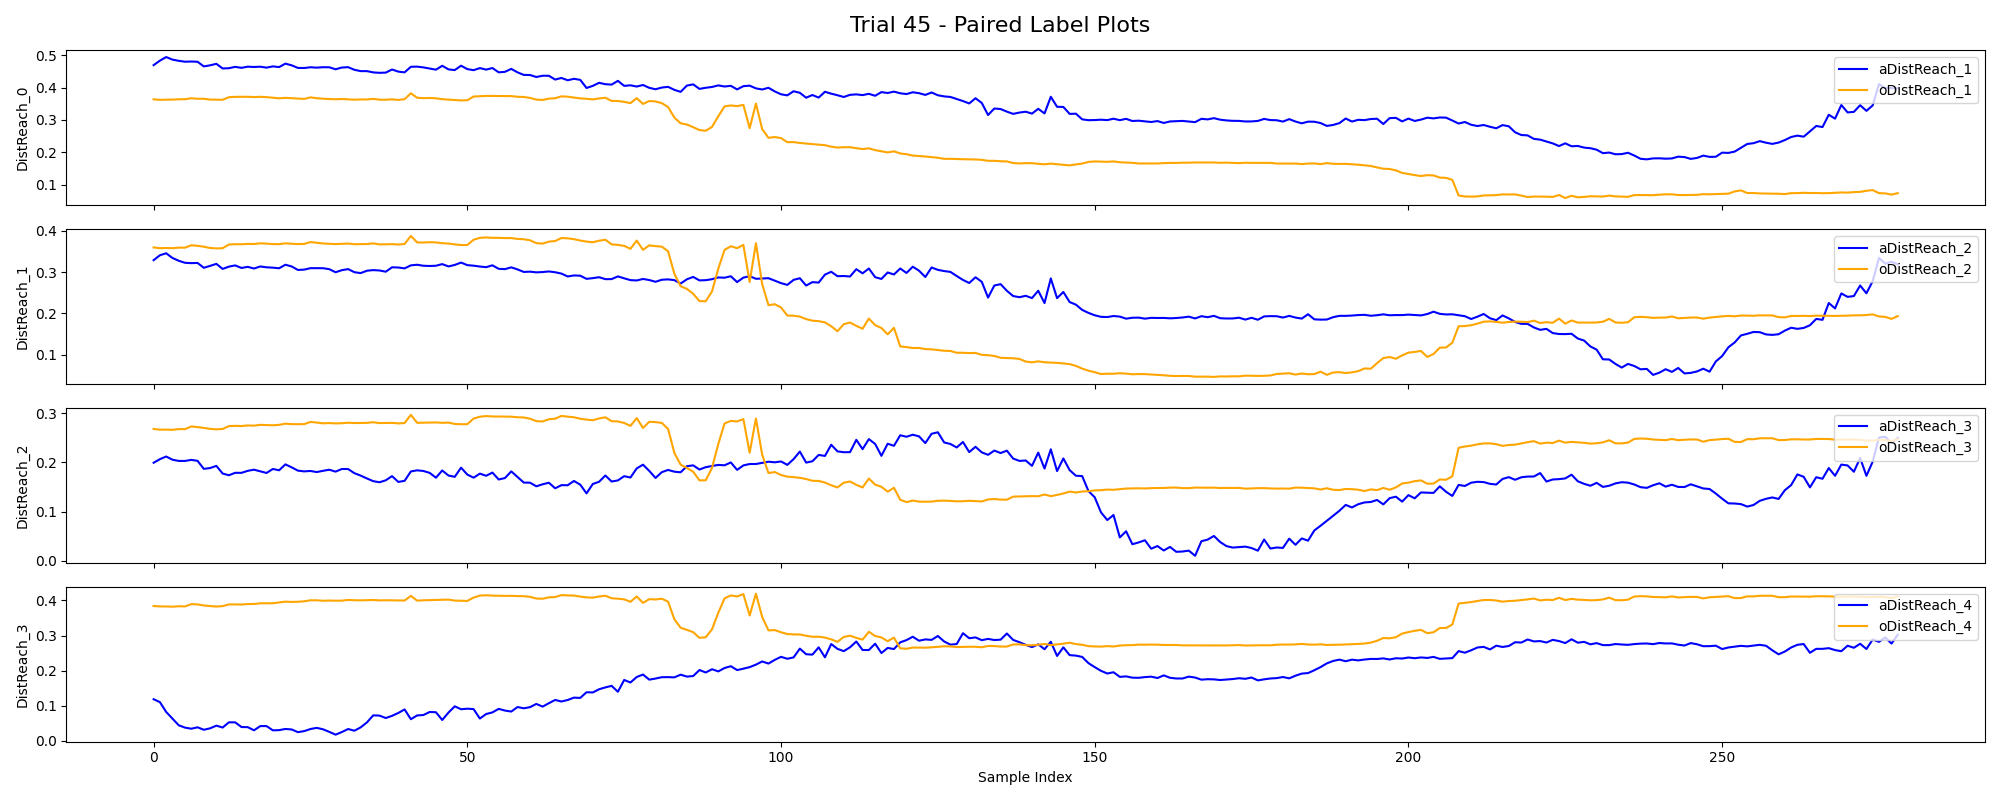 Trial 45 - Paired Label Plots
DistReach_0
0.5
0.4
0.3
0.2
0.1
aDistReach_1
oDistReach_1
DistReach_1
0.4
0.3
0.2
0.1
aDistReach_2
oDistReach_2
DistReach_2
0.3
0.2
0.1
0.0
aDistReach_3
oDistReach_3
DistReach_3
0.4
0.3
0.2
0.1
0.0
aDistReach_4
oDistReach_4
0 50 100 150 200 250
Sample Index